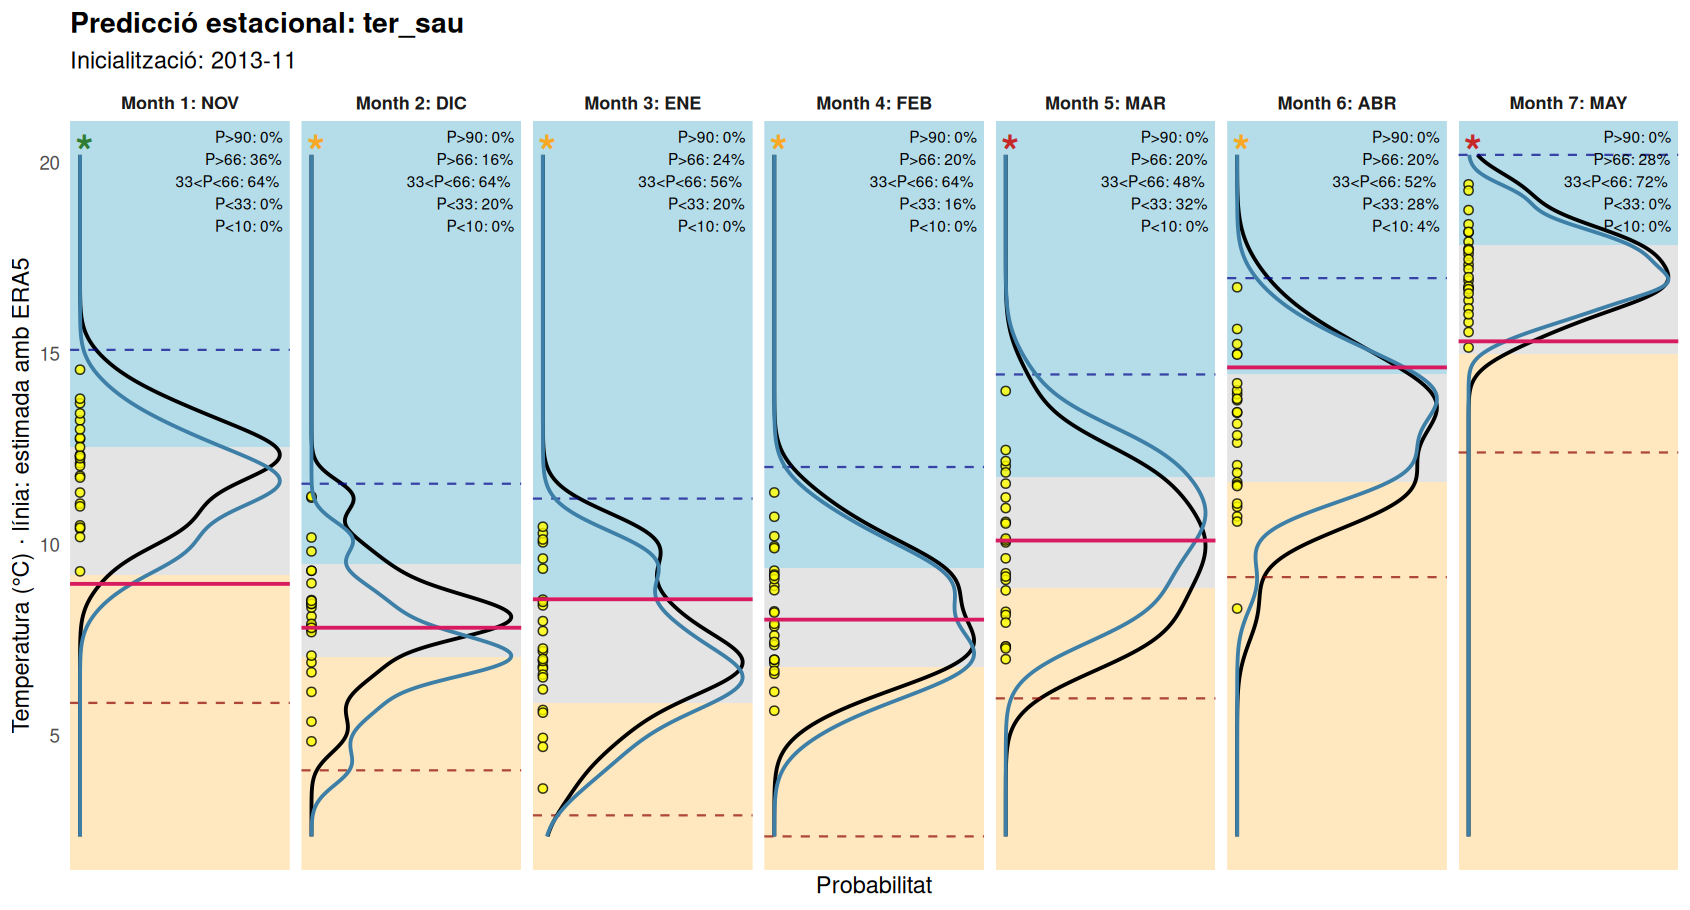 Predicció estacional: ter_sau
Inicialització: 2013-11
Month 1: NOV
Month 2: DIC
Month 3: ENE
Month 4: FEB
Month 5: MAR
Month 6: ABR
Month 7: MAY
*
P>90: 0%
P>66: 36%
33<P<66: 64%
P<33: 0%
P<10: 0%
*
P>90: 0%
P>66: 16%
33<P<66: 64%
P<33: 20%
P<10: 0%
*
P>90: 0%
P>66: 24%
33<P<66: 56%
P<33: 20%
P<10: 0%
*
P>90: 0%
P>66: 20%
33<P<66: 64%
P<33: 16%
P<10: 0%
*
P>90: 0%
P>66: 20%
33<P<66: 48%
P<33: 32%
P<10: 0%
*
P>90: 0%
P>66: 20%
33<P<66: 52%
P<33: 28%
P<10: 4%
*
P>90: 0%
P>66: 28%
33<P<66: 72%
P<33: 0%
P<10: 0%
20
15
10
5
Temperatura (°C) · línia: estimada amb ERA5
Probabilitat